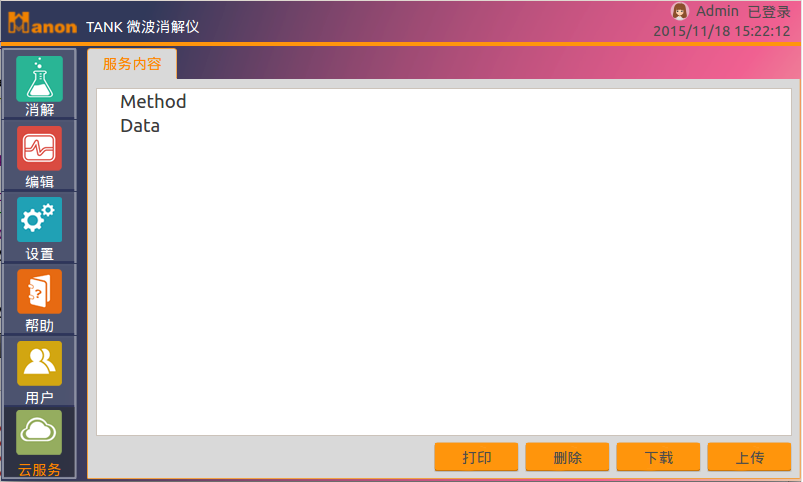 Hanon TANK 微波消解仪
Admin 已登录
2015/11/18 15:22:12
消解
编辑
设置
帮助
用户
云服务
服务内容
Method
Data
打印 删除 下载 上传